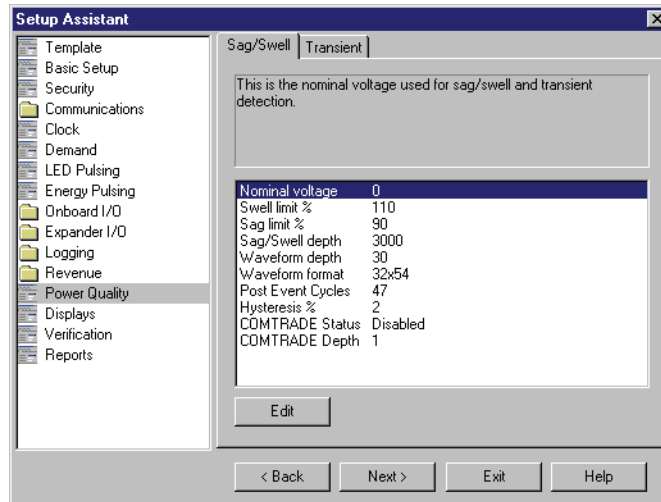 Setup Assistant
Template
Basic Setup
Security
Communications
Clock
Demand
LED Pulsing
Energy Pulsing
Onboard I/O
Expander I/O
Logging
Revenue
Power Quality
Displays
Verification
Reports
Sag/Swell Transient
This is the nominal voltage used for sag/swell and transient
detection.
Nominal voltage 0
Swell limit % 110
Sag limit % 90
Sag/Swell depth 3000
Waveform depth 30
Waveform format 32x54
Post Event Cycles 47
Hysteresis % 2
COMTRADE Status Disabled
COMTRADE Depth 1
Edit
< Back Next > Exit Help